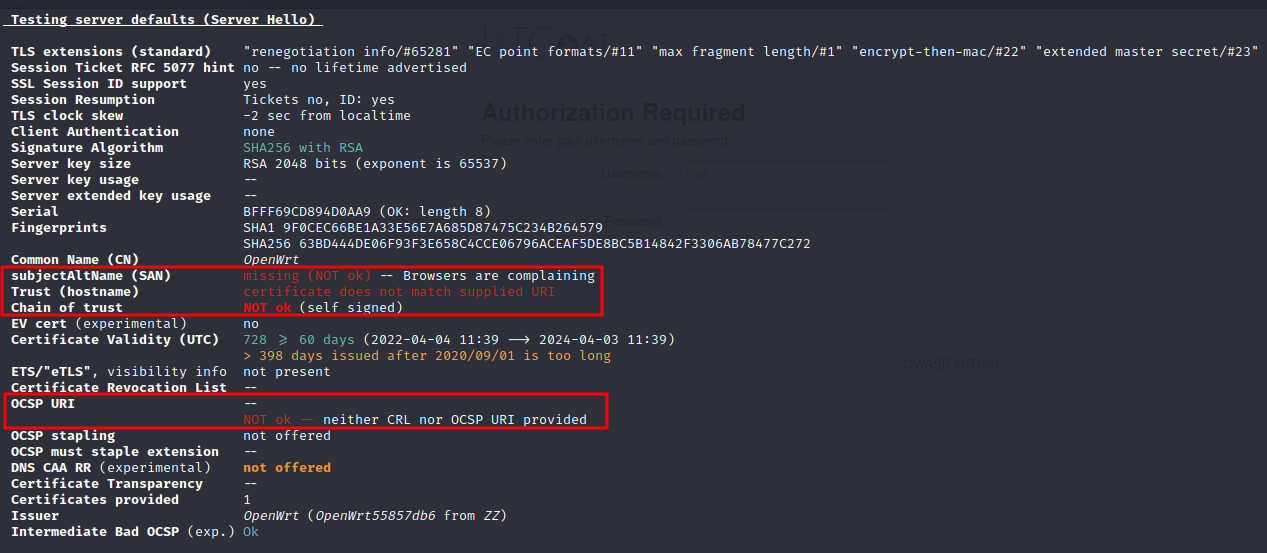 Testing server defaults (Server Hello)
TLS extensions (standard) "renegotiation info/#65281" "EC point formats/#11" "max fragment length/#1" "encrypt-then-mac/#22" "extended master secret/#23"
Session Ticket RFC 5077 hint no -- no lifetime advertised
SSL Session ID support yes
Session Resumption Tickets no, ID: yes
TLS clock skew -2 sec from localtime
Client Authentication none
Signature Algorithm SHA256 with RSA
Server key size RSA 2048 bits (exponent is 65537)
Server key usage --
Server extended key usage --
Serial BFFF69CD894D0AA9 (OK: length 8)
Fingerprints SHA1 9F0CEC66BE1A33E56E7A685D87475C234B264579
SHA256 63BD444DE06F93F3E658C4CCE06796ACEAF5DE8BC5B14842F3306AB78477C272
Common Name (CN) OpenWrt
subjectAltName (SAN) missing (NOT ok) -- Browsers are complaining
Trust (hostname) certificate does not match supplied URI
Chain of trust NOT ok (self signed)
EV cert (experimental) no
Certificate Validity (UTC) 728 >= 60 days (2022-04-04 11:39 --> 2024-04-03 11:39)
> 398 days issued after 2020/09/01 is too long
ETS/"eTLS", visibility info not present
Certificate Revocation List --
OCSP URI --
NOT ok -- neither CRL nor OCSP URI provided
OCSP stapling not offered
OCSP must staple extension --
DNS CAA RR (experimental) not offered
Certificate Transparency --
Certificates provided 1
Issuer OpenWrt (OpenWrt55857db6 from ZZ)
Intermediate Bad OCSP (exp.) Ok
Authorization Required
Please enter your username and password.
Username root
Password
OWASP IoTGoat